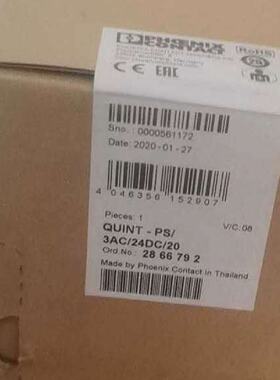 PHOENIX
CONTACT
RoHS
25
CE EAC
Sno.: 0000561172
Date: 2020-01-27
4 046356 152907
Pieces: 1
V/C:08
QUINT - PS/
3AC/24DC/20
Ord.No.: 28 66 79 2
Made by Phoenix Contact in Thailand